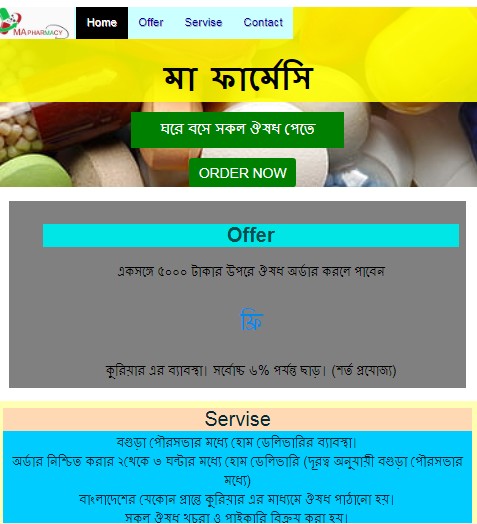 MA PHARMACY
Home Offer Servise Contact
মা ফার্মেসি
ঘরে বসে সকল ঔষধ পেতে
ORDER NOW
Offer
একসঙ্গে ৫০০০ টাকার উপরে ঔষধ অর্ডার করলে পাবেন
ফ্রি
কুরিয়ার এর ব্যাবস্থা। সর্বোচ্চ ৬% পর্যন্ত ছাড়। (শর্ত প্রযোজ্য)
Servise
বগুড়া পৌরসভার মধ্যে হোম ডেলিভারির ব্যাবস্থা।
অর্ডার নিশ্চিত করার ২থেকে ৩ ঘন্টার মধ্যে হোম ডেলিভারি (দূরত্ব অনুযায়ী বগুড়া পৌরসভার
মধ্যে)
বাংলাদেশের যেকোন প্রান্তে কুরিয়ার এর মাধ্যমে ঔষধ পাঠানো হয়।
সকল ঔষধ খুচরা ও পাইকারি বিক্রয় করা হয়।